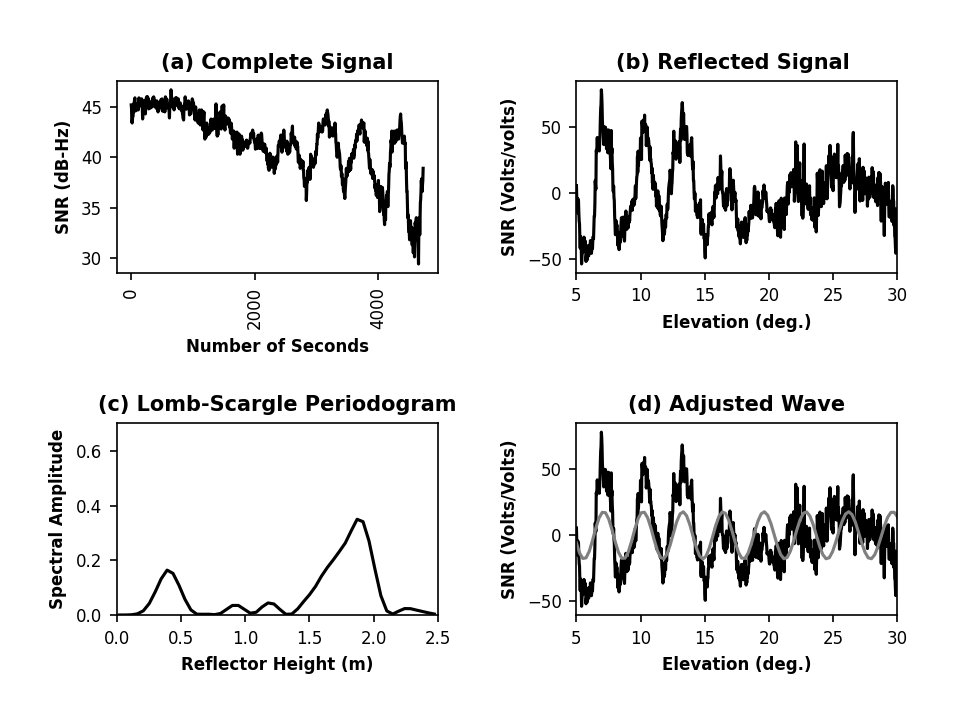 (a) Complete Signal
SNR (dB-Hz)
45
40
35
30
0
2000
4000
Number of Seconds
(b) Reflected Signal
SNR (Volts/volts)
50
0
−50
5
10
15
20
25
30
Elevation (deg.)
(c) Lomb-Scargle Periodogram
Spectral Amplitude
0.6
0.4
0.2
0.0
0.0
0.5
1.0
1.5
2.0
2.5
Reflector Height (m)
(d) Adjusted Wave
SNR (Volts/Volts)
50
0
−50
5
10
15
20
25
30
Elevation (deg.)